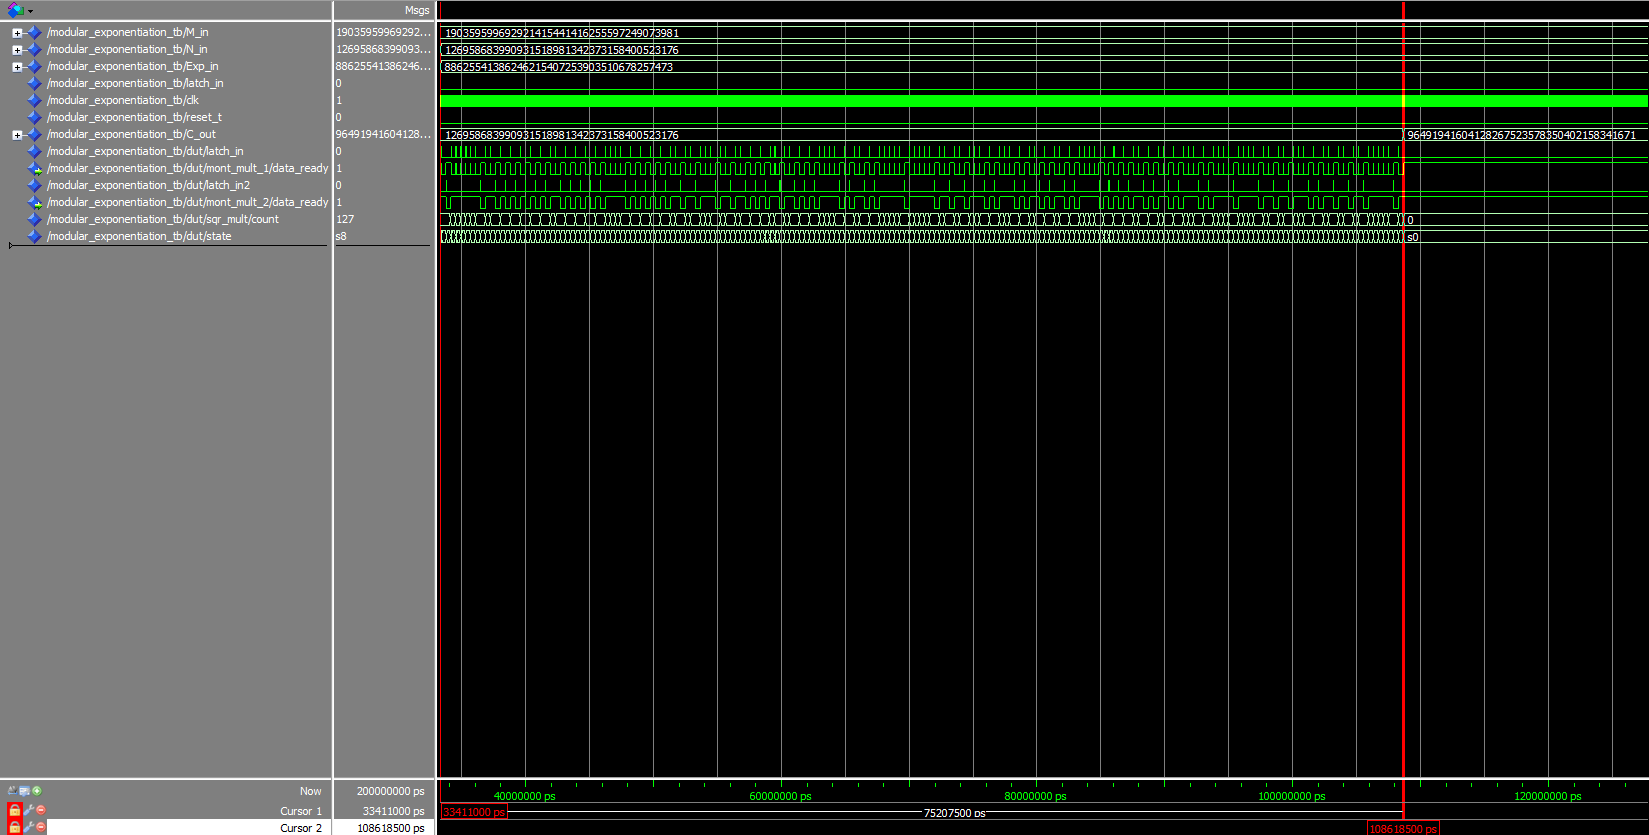 Msgs
/modular_exponentiation_tb/M_in 19035959969292... 190359599692921415441416255597249073981
/modular_exponentiation_tb/N_in 12695868399093... 126958683990931518981342373158400523176
/modular_exponentiation_tb/Exp_in 88625541386246... 88625541386246215407253903510678257473
/modular_exponentiation_tb/latch_in 0
/modular_exponentiation_tb/clk 1
/modular_exponentiation_tb/reset_t 0
/modular_exponentiation_tb/C_out 96491941604128... 126958683990931518981342373158400523176 96491941604128267523578350402158341671
/modular_exponentiation_tb/dut/latch_in 0
/modular_exponentiation_tb/dut/mont_mult_1/data_ready 1
/modular_exponentiation_tb/dut/latch_in2 0
/modular_exponentiation_tb/dut/mont_mult_2/data_ready 1
/modular_exponentiation_tb/dut/sqr_mult/count 127 0
/modular_exponentiation_tb/dut/state s8 s0
Now 200000000 ps 40000000 ps 60000000 ps 80000000 ps 100000000 ps 120000000 ps
Cursor 1 33411000 ps 33411000 ps 75207500 ps
Cursor 2 108618500 ps 108618500 ps